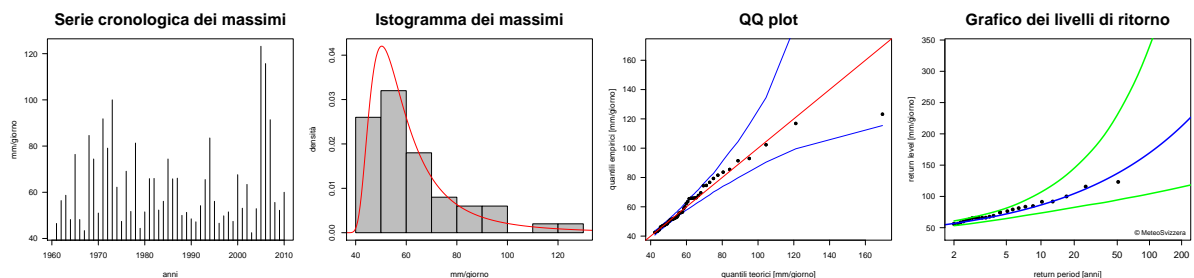 Serie cronologica dei massimi
mm/giorno
120
100
80
60
40
1960 1970 1980 1990 2000 2010
anni
Istogramma dei massimi
densità
0.04
0.03
0.02
0.01
0.00
40 60 80 100 120
mm/giorno
QQ plot
quantili empirici [mm/giorno]
160
140
120
100
80
60
40
40 60 80 100 120 140 160
quantili teorici [mm/giorno]
Grafico dei livelli di ritorno
return level [mm/giorno]
350
300
250
200
150
100
50
2 5 10 20 50 100 200
return period [anni]
© MeteoSvizzera